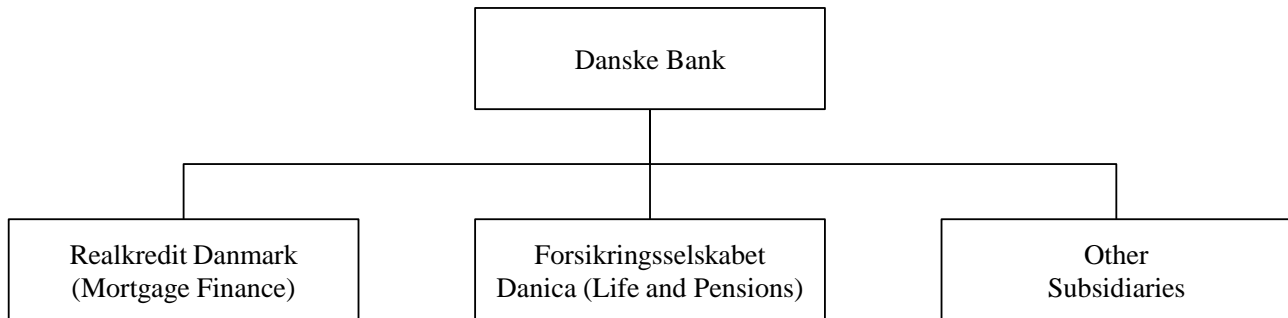 Danske Bank
Realkredit Danmark
(Mortgage Finance)
Forsikringsselskabet
Danica (Life and Pensions)
Other
Subsidiaries